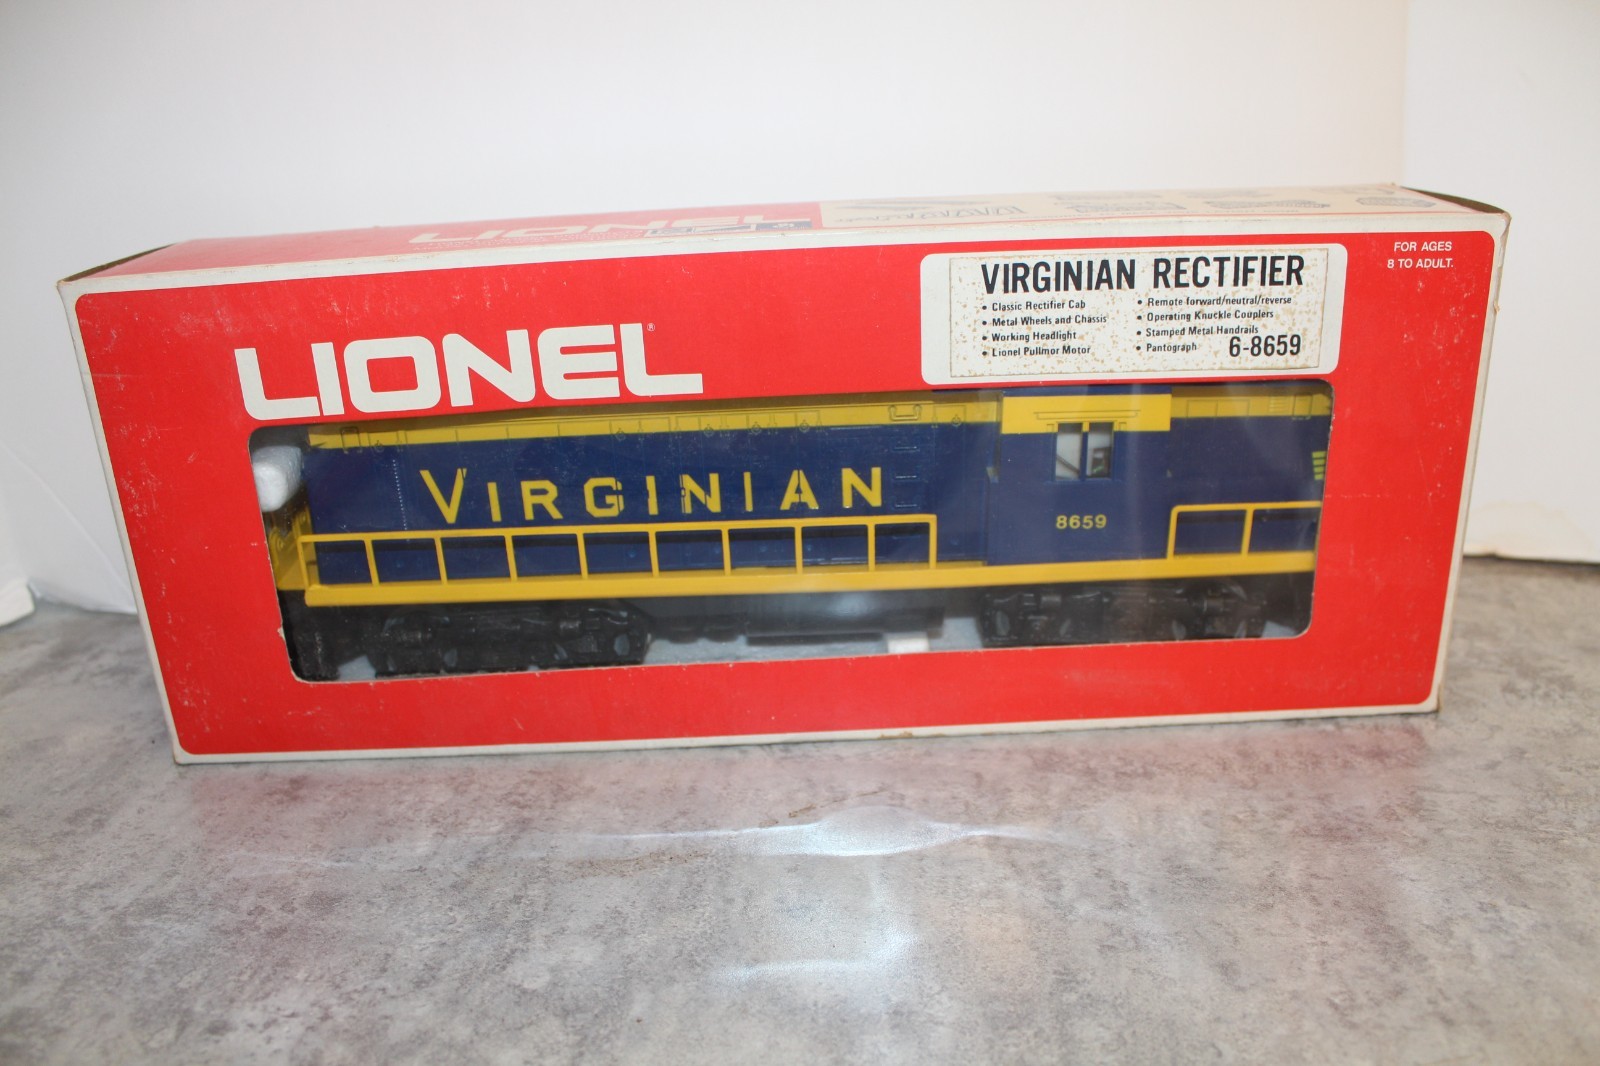 LIONEL
LIONEL®
VIRGINIAN RECTIFIER
• Classic Rectifier Cab
• Metal Wheels and Chassis
• Working Headlight
• Lionel Pullmor Motor
• Remote forward/neutral/reverse
• Operating Knuckle Couplers
• Stamped Metal Handrails
• Pantograph
6-8659
FOR AGES
8 TO ADULT.
VIRGINIAN
8659